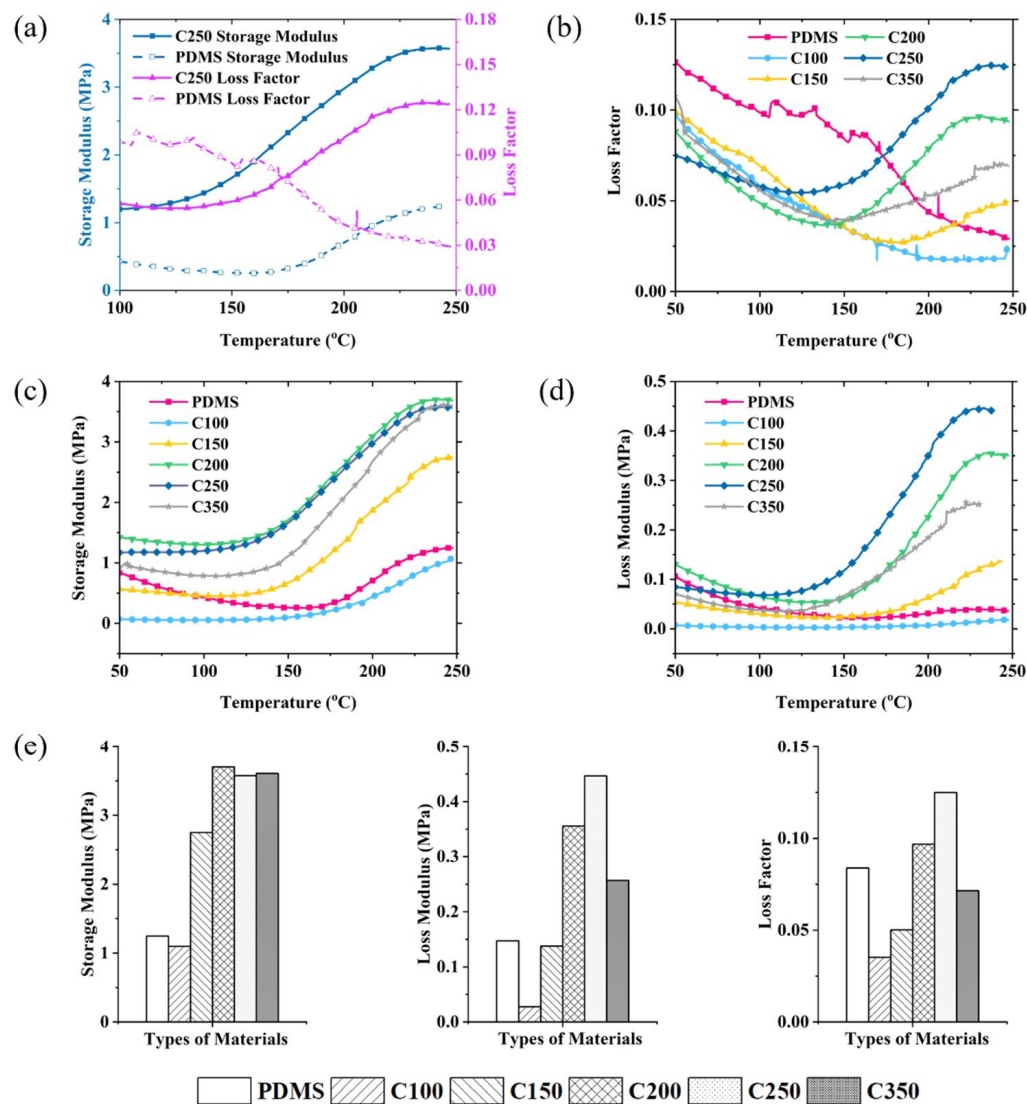 (a)
C250 Storage Modulus
PDMS Storage Modulus
C250 Loss Factor
PDMS Loss Factor
Storage Modulus (MPa)
4
3
2
1
0
0.18
0.15
0.12
0.09
0.06
0.03
0.00
Loss Factor
100
150
200
250
Temperature (°C)
(b)
PDMS
C100
C150
C200
C250
C350
Loss Factor
0.15
0.10
0.05
0.00
50
100
150
200
250
Temperature (°C)
(c)
PDMS
C100
C150
C200
C250
C350
Storage Modulus (MPa)
4
3
2
1
0
50
100
150
200
250
Temperature (°C)
(d)
PDMS
C100
C150
C200
C250
C350
Loss Modulus (MPa)
0.5
0.4
0.3
0.2
0.1
0.0
50
100
150
200
250
Temperature (°C)
(e)
Storage Modulus (MPa)
4
3
2
1
0
Types of Materials
Loss Modulus (MPa)
0.5
0.4
0.3
0.2
0.1
0.0
Types of Materials
Loss Factor
0.15
0.10
0.05
0.00
Types of Materials
PDMS
C100
C150
C200
C250
C350